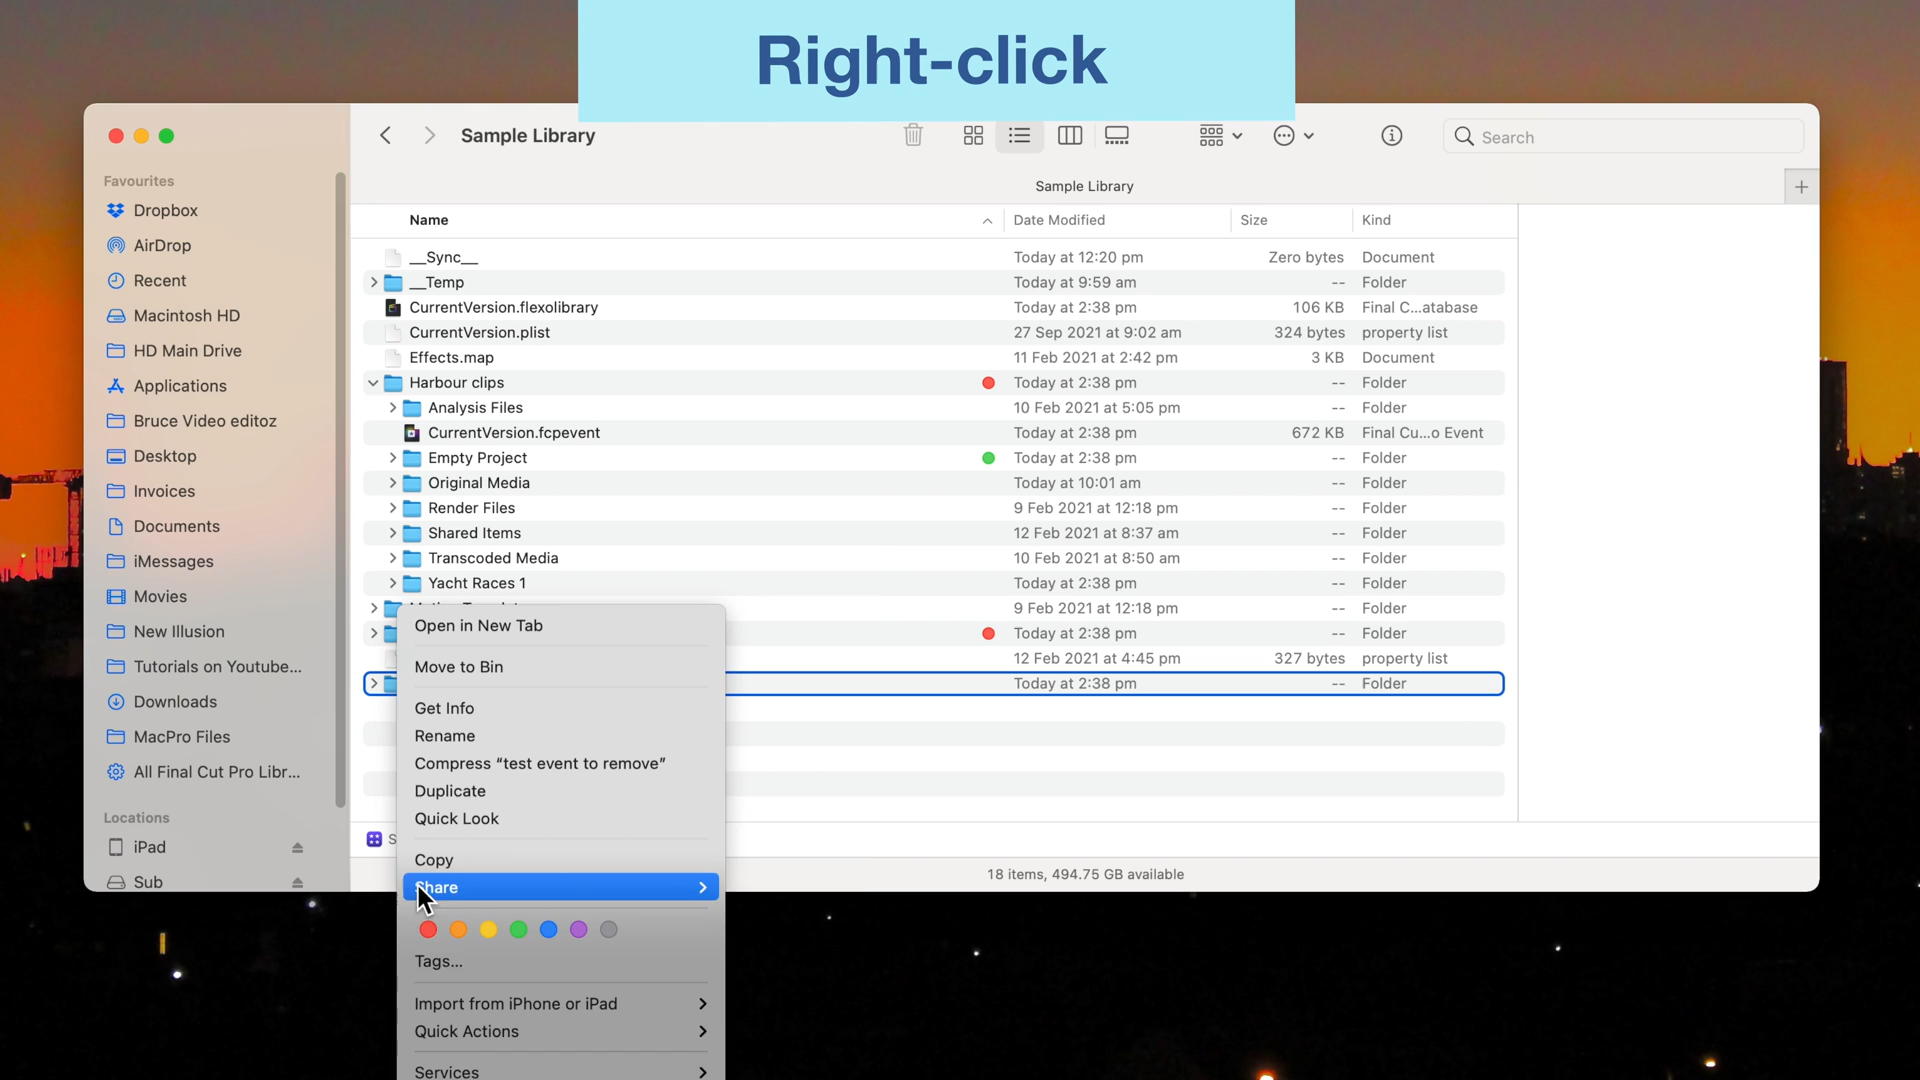 Right-click
Sample Library
Search
Sample Library
Favourites
Dropbox
AirDrop
Recent
Macintosh HD
HD Main Drive
Applications
Bruce Video editoz
Desktop
Invoices
Documents
iMessages
Movies
New Illusion
Tutorials on Youtube...
Downloads
MacPro Files
All Final Cut Pro Libr...
Locations
iPad
Sub
Name Date Modified Size Kind
__Sync__ Today at 12:20 pm Zero bytes Document
__Temp Today at 9:59 am -- Folder
CurrentVersion.flexolibrary Today at 2:38 pm 106 KB Final C...atabase
CurrentVersion.plist 27 Sep 2021 at 9:02 am 324 bytes property list
Effects.map 11 Feb 2021 at 2:42 pm 3 KB Document
Harbour clips Today at 2:38 pm -- Folder
Analysis Files 10 Feb 2021 at 5:05 pm -- Folder
CurrentVersion.fcpevent Today at 2:38 pm 672 KB Final Cu...o Event
Empty Project Today at 2:38 pm -- Folder
Original Media Today at 10:01 am -- Folder
Render Files 9 Feb 2021 at 12:18 pm -- Folder
Shared Items 12 Feb 2021 at 8:37 am -- Folder
Transcoded Media 10 Feb 2021 at 8:50 am -- Folder
Yacht Races 1 Today at 2:38 pm -- Folder
9 Feb 2021 at 12:18 pm -- Folder
Today at 2:38 pm -- Folder
12 Feb 2021 at 4:45 pm 327 bytes property list
Today at 2:38 pm -- Folder
18 items, 494.75 GB available
Open in New Tab
Move to Bin
Get Info
Rename
Compress “test event to remove”
Duplicate
Quick Look
Copy
Share
Tags...
Import from iPhone or iPad
Quick Actions
Services